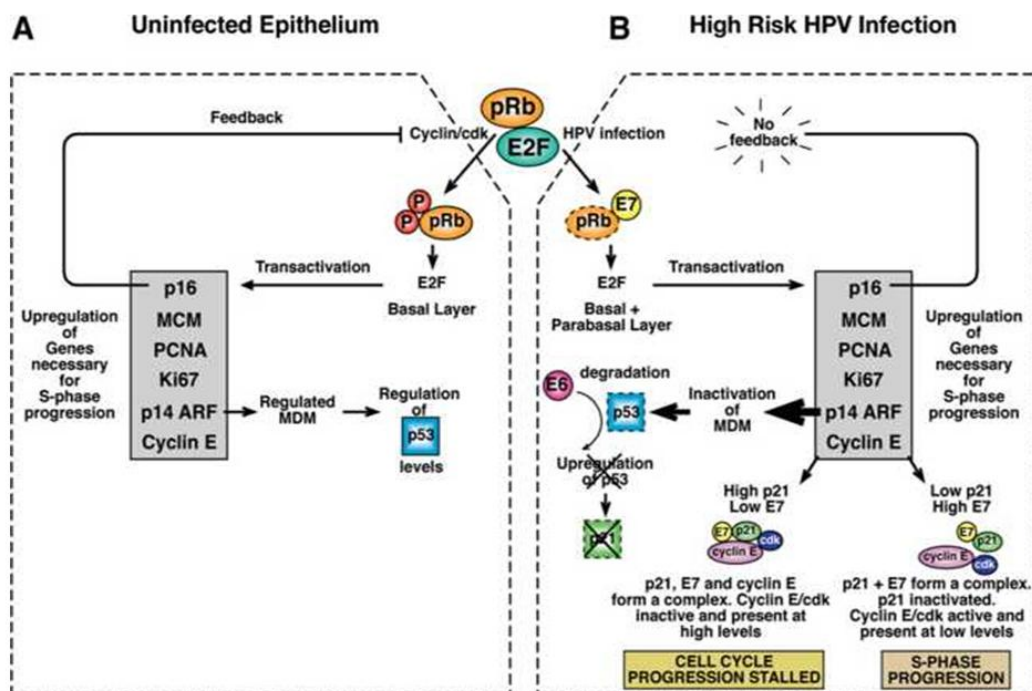 A
Uninfected Epithelium
Feedback
Cyclin/cdk
pRb
E2F
P
P
pRb
E2F
Basal Layer
Transactivation
p16
MCM
PCNA
Ki67
p14 ARF
Cyclin E
Upregulation
of
Genes
necessary
for
S-phase
progression
Regulated
MDM
Regulation
of
p53
levels
B
High Risk HPV Infection
HPV infection
No
feedback
pRb
E7
E2F
Basal +
Parabasal Layer
Transactivation
p16
MCM
PCNA
Ki67
p14 ARF
Cyclin E
Upregulation
of
Genes
necessary
for
S-phase
progression
Inactivation
of
MDM
degradation
p53
E6
Upregulation
of p53
p21
High p21
Low E7
E7
p21
cdk
cyclin E
p21, E7 and cyclin E
form a complex. Cyclin E/cdk
inactive and present at
high levels
CELL CYCLE
PROGRESSION STALLED
Low p21
High E7
E7
p21
cyclin E
cdk
p21 + E7 form a complex.
p21 inactivated.
Cyclin E/cdk active and
present at low levels
S-PHASE
PROGRESSION